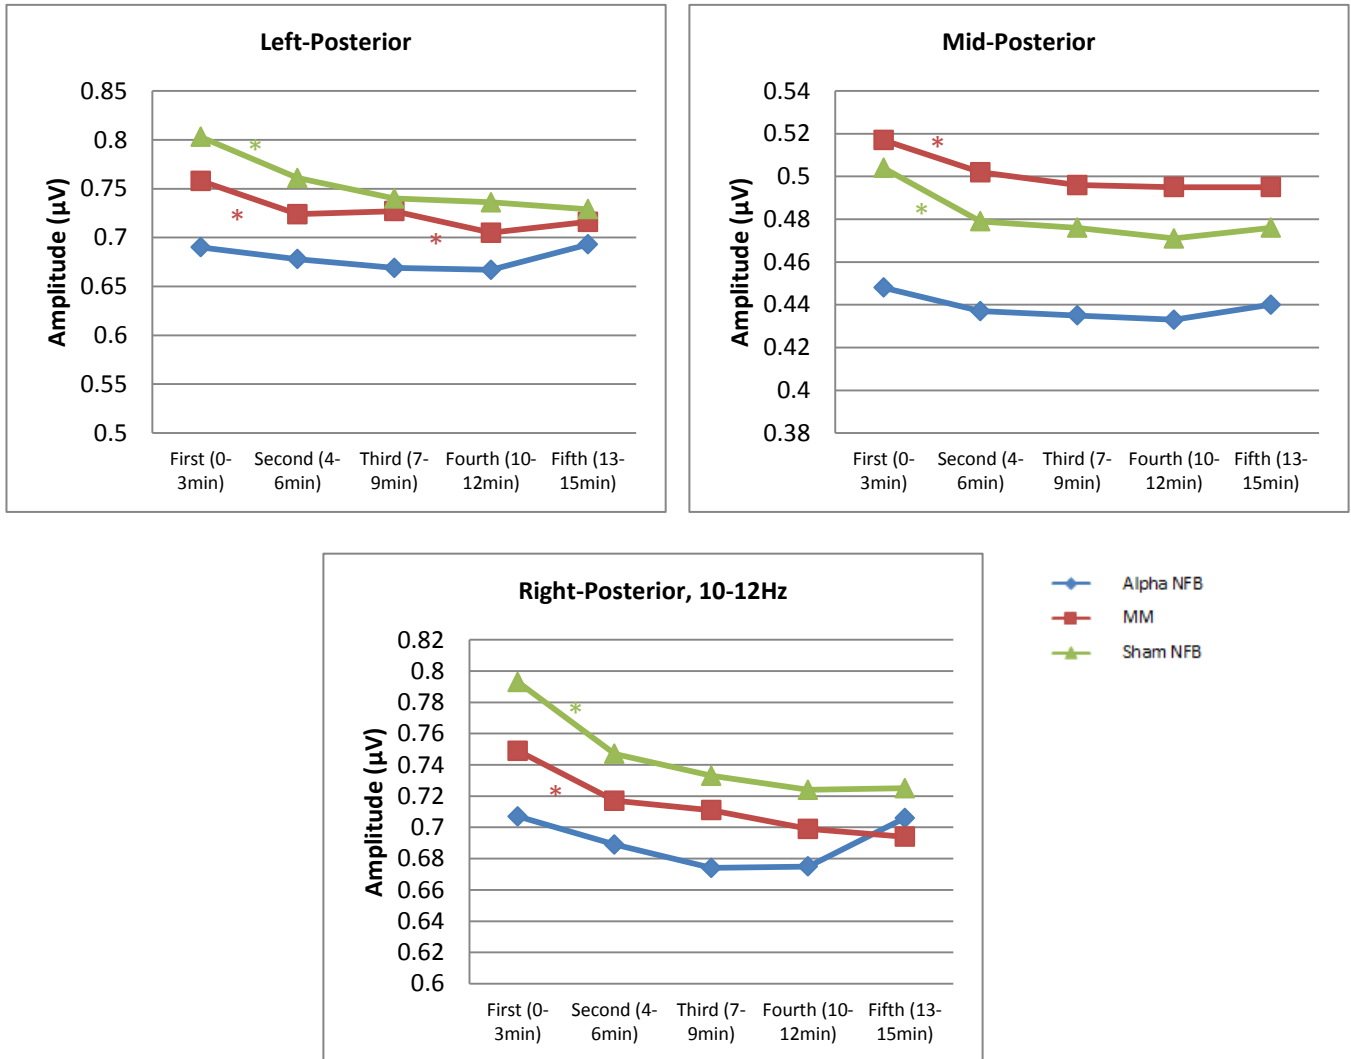 Left-Posterior
Amplitude (µV)
0.85
0.8
0.75
0.7
0.65
0.6
0.55
0.5
*
*
*
First (0-
3min)
Second (4-
6min)
Third (7-
9min)
Fourth (10-
12min)
Fifth (13-
15min)
Mid-Posterior
Amplitude (µV)
0.54
0.52
0.5
0.48
0.46
0.44
0.42
0.4
0.38
*
*
First (0-
3min)
Second (4-
6min)
Third (7-
9min)
Fourth (10-
12min)
Fifth (13-
15min)
Right-Posterior, 10-12Hz
Amplitude (µV)
0.82
0.8
0.78
0.76
0.74
0.72
0.7
0.68
0.66
0.64
0.62
0.6
*
*
First (0-
3min)
Second (4-
6min)
Third (7-
9min)
Fourth (10-
12min)
Fifth (13-
15min)
Alpha NFB
MM
Sham NFB